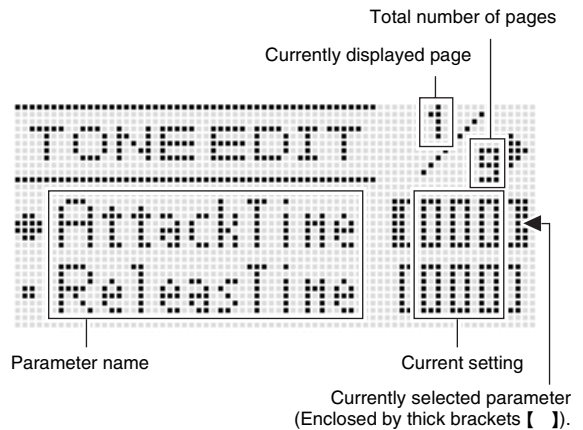 Total number of pages
Currently displayed page
TONE EDIT 1/9
AttackTime 【000】
ReleasTime [000]
Parameter name
Current setting
Currently selected parameter
(Enclosed by thick brackets【 】).